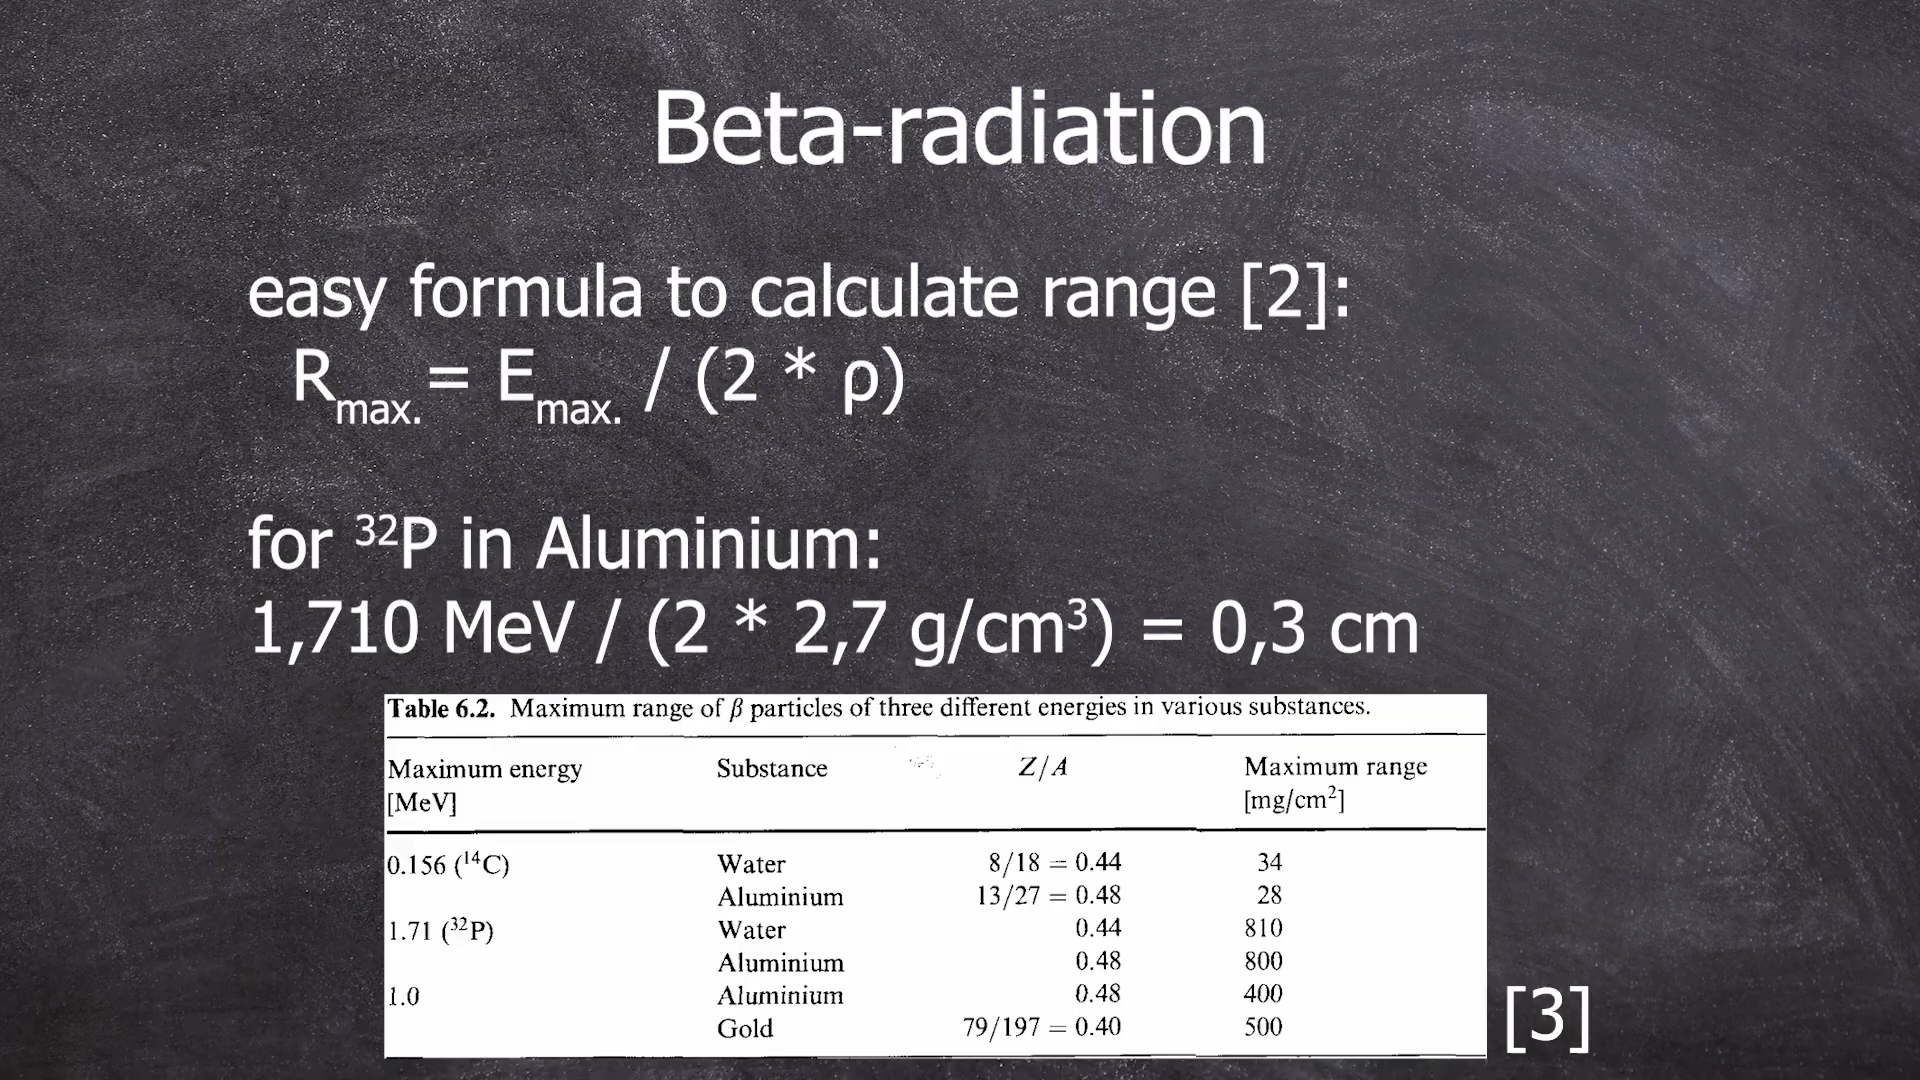 Beta-radiation
easy formula to calculate range [2]:
Rmax. = Emax. / (2 * ρ)
for ³²P in Aluminium:
1,710 MeV / (2 * 2,7 g/cm³) = 0,3 cm
Table 6.2. Maximum range of β particles of three different energies in various substances.
Maximum energy Substance Z/A Maximum range
[MeV] [mg/cm²]
0.156 (¹⁴C) Water 8/18 = 0.44 34
Aluminium 13/27 = 0.48 28
1.71 (³²P) Water 0.44 810
Aluminium 0.48 800
1.0 Aluminium 0.48 400
Gold 79/197 = 0.40 500
[3]